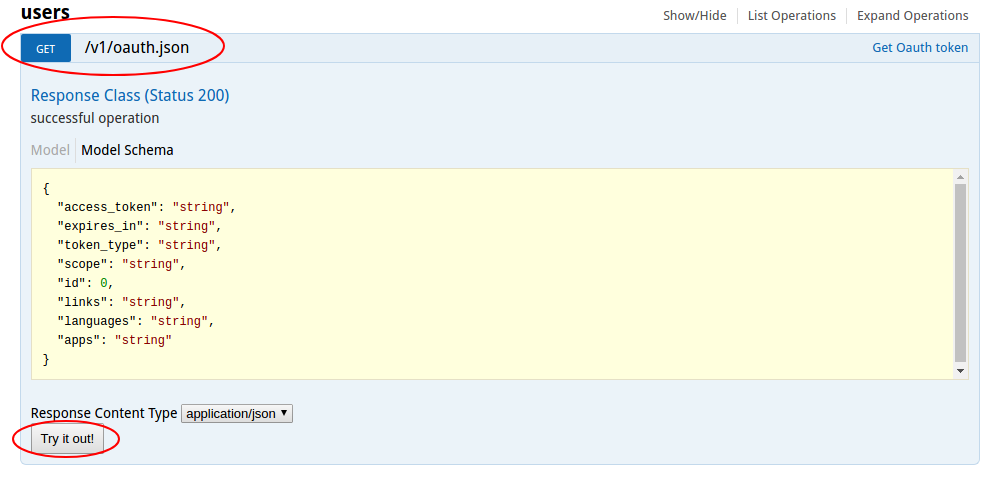 users
Show/Hide List Operations Expand Operations
GET /v1/oauth.json Get Oauth token
Response Class (Status 200)
successful operation
Model Model Schema
{
"access_token": "string",
"expires_in": "string",
"token_type": "string",
"scope": "string",
"id": 0,
"links": "string",
"languages": "string",
"apps": "string"
}
Response Content Type application/json
Try it out!